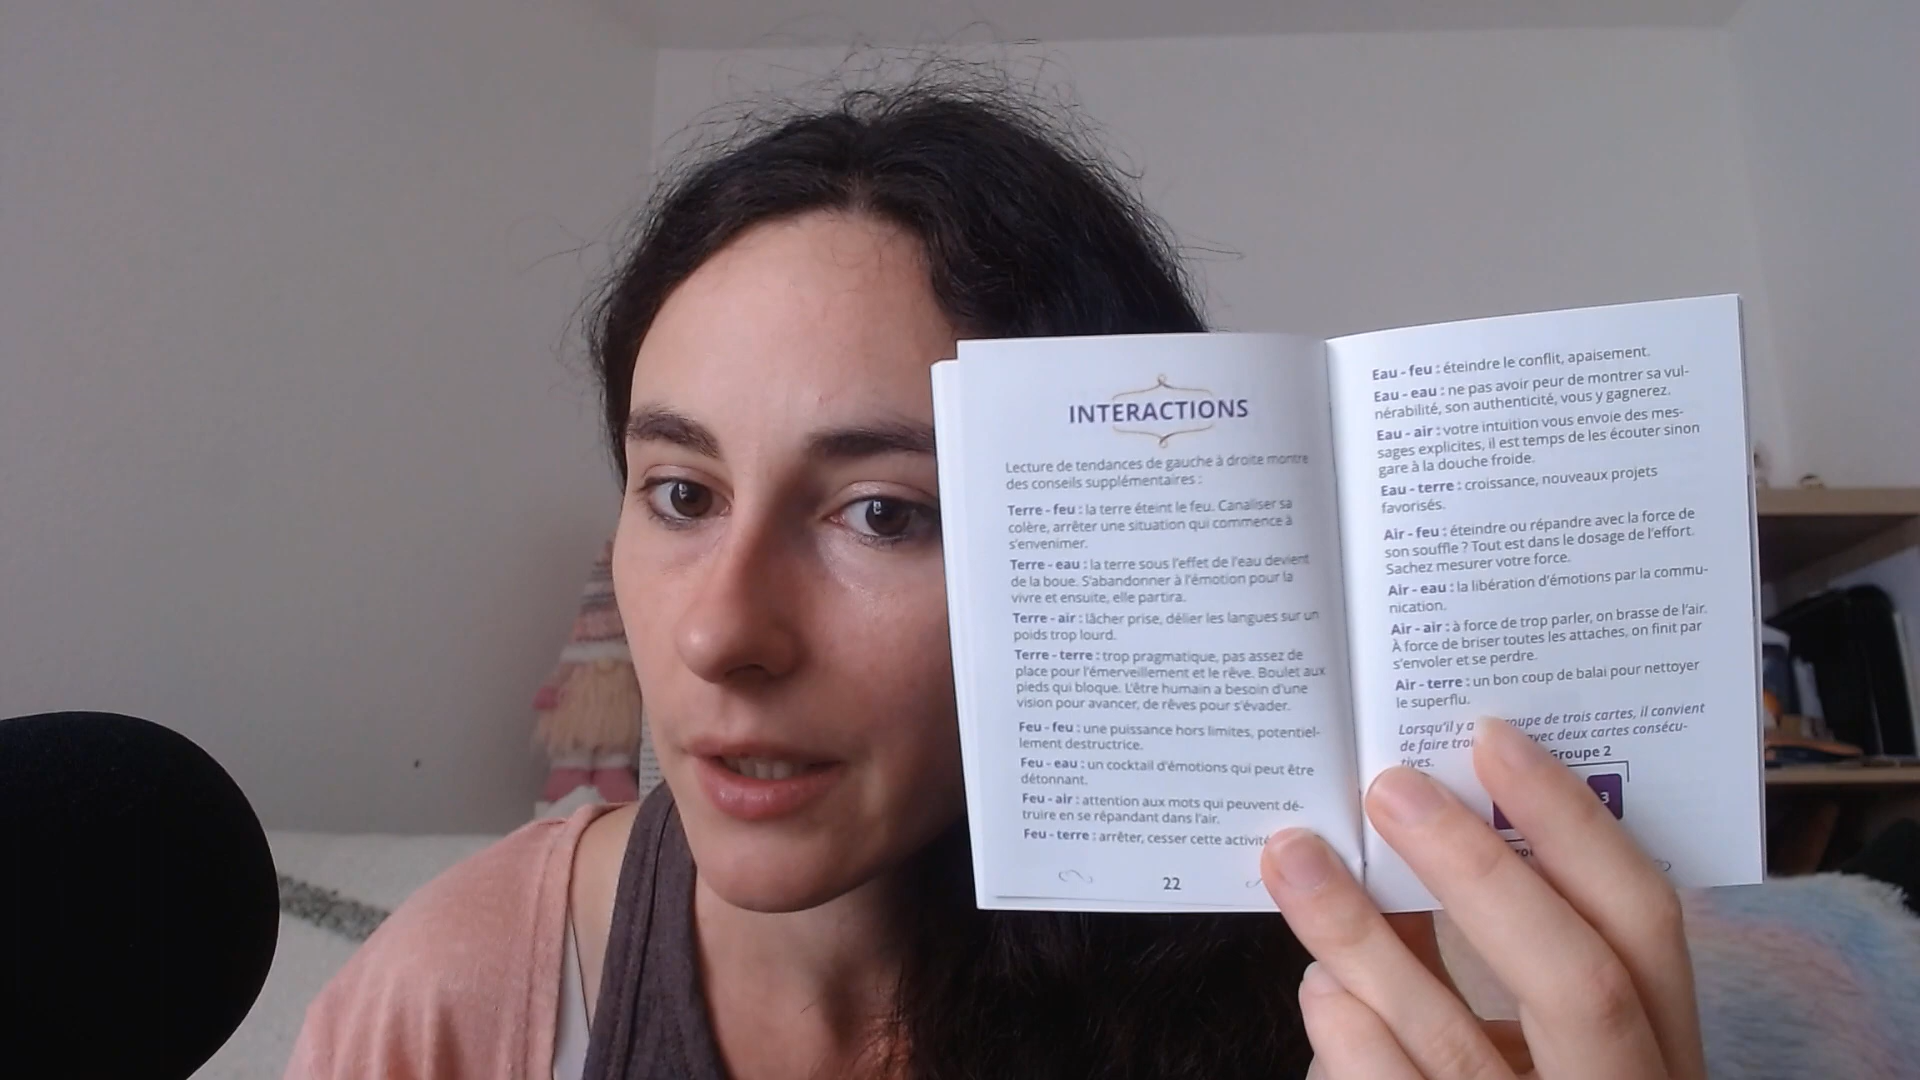 INTERACTIONS
Lecture de tendances de gauche à droite montre
des conseils supplémentaires :
Terre - feu : la terre éteint le feu. Canaliser sa
colère, arrêter une situation qui commence à
s'envenimer.
Terre - eau : la terre sous l'effet de l'eau devient
de la boue. S'abandonner à l'émotion pour la
vivre et ensuite, elle partira.
Terre - air : lâcher prise, délier les langues sur un
poids trop lourd.
Terre - terre : trop pragmatique, pas assez de
place pour l'émerveillement et le rêve. Boulet aux
pieds qui bloque. L'être humain a besoin d'une
vision pour avancer, de rêves pour s'évader.
Feu - feu : une puissance hors limites, potentiel-
lement destructrice.
Feu - eau : un cocktail d'émotions qui peut être
détonnant.
Feu - air : attention aux mots qui peuvent dé-
truire en se répandant dans l'air.
Feu - terre : arrêter, cesser cette activité
22
Eau - feu : éteindre le conflit, apaisement.
Eau - eau : ne pas avoir peur de montrer sa vul-
nérabilité, son authenticité, vous y gagnerez.
Eau - air : votre intuition vous envoie des mes-
sages explicites, il est temps de les écouter sinon
gare à la douche froide.
Eau - terre : croissance, nouveaux projets
favorisés.
Air - feu : éteindre ou répandre avec la force de
son souffle ? Tout est dans le dosage de l'effort.
Sachez mesurer votre force.
Air - eau : la libération d'émotions par la commu-
nication.
Air - air : à force de trop parler, on brasse de l'air.
À force de briser toutes les attaches, on finit par
s'envoler et se perdre.
Air - terre : un bon coup de balai pour nettoyer
le superflu.
Lorsqu'il y a roupe de trois cartes, il convient
de faire troi avec deux cartes consécu-
tives.
Groupe 2
3